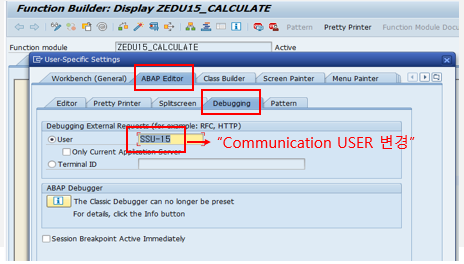 Function Builder: Display ZEDU15_CALCULATE
Pattern Pretty Printer Function Module Docu
Function module ZEDU15_CALCULATE Active
User-Specific Settings
Workbench (General) ABAP Editor Class Builder Screen Painter Menu Painter
Editor Pretty Printer Splitscreen Debugging Pattern
Debugging External Requests (for example: RFC, HTTP)
User SSU-15 “Communication USER 변경”
Only Current Application Server
Terminal ID
ABAP Debugger
The Classic Debugger can no longer be preset
For details, click the Info button
Session Breakpoint Active Immediately